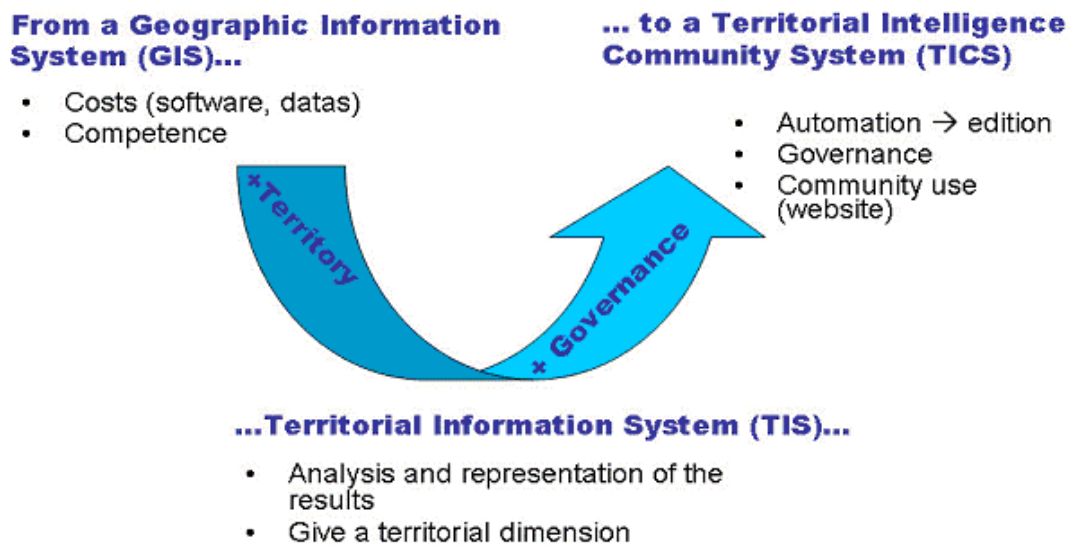 From a Geographic Information
System (GIS)...
• Costs (software, datas)
• Competence
... to a Territorial Intelligence
Community System (TICS)
• Automation → edition
• Governance
• Community use
(website)
+Territory
+ Governance
...Territorial Information System (TIS)...
• Analysis and representation of the
results
• Give a territorial dimension